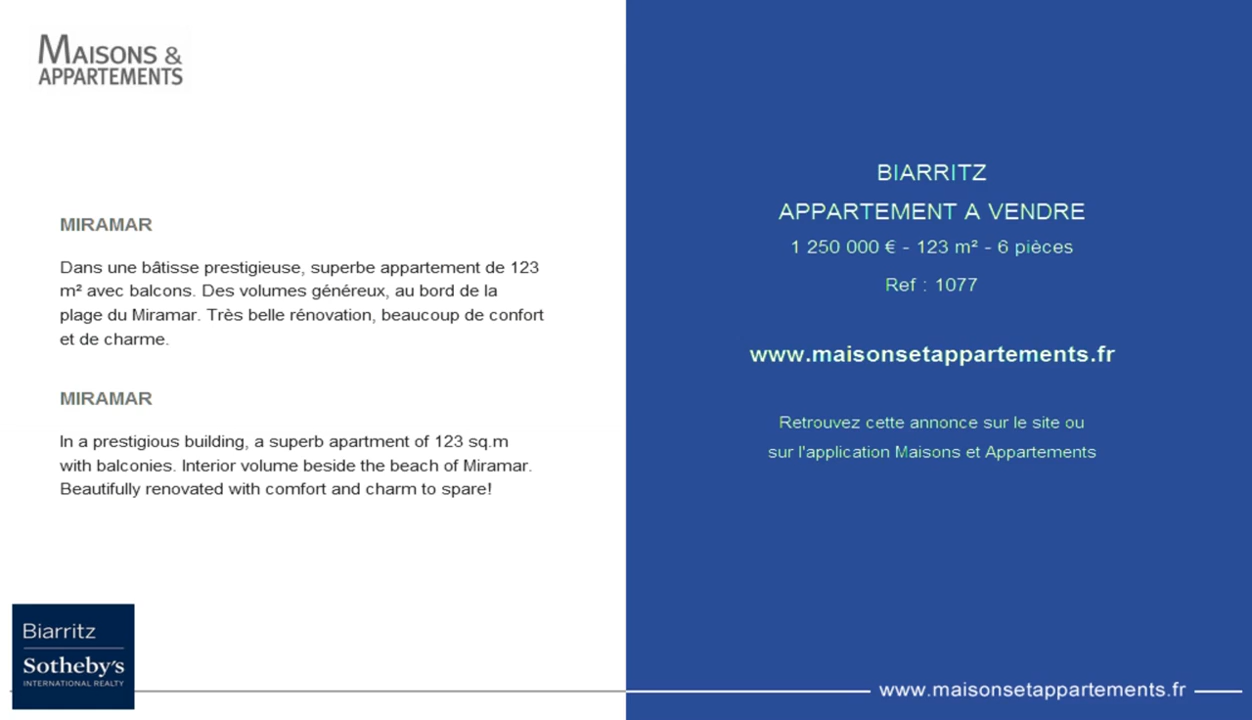 MAISONS &
APPARTEMENTS
MIRAMAR
Dans une bâtisse prestigieuse, superbe appartement de 123
m² avec balcons. Des volumes généreux, au bord de la
plage du Miramar. Très belle rénovation, beaucoup de confort
et de charme.
MIRAMAR
In a prestigious building, a superb apartment of 123 sq.m
with balconies. Interior volume beside the beach of Miramar.
Beautifully renovated with comfort and charm to spare!
Biarritz
Sotheby's
INTERNATIONAL REALTY
BIARRITZ
APPARTEMENT A VENDRE
1 250 000 € - 123 m² - 6 pièces
Ref : 1077
www.maisonsetappartements.fr
Retrouvez cette annonce sur le site ou
sur l'application Maisons et Appartements
www.maisonsetappartements.fr